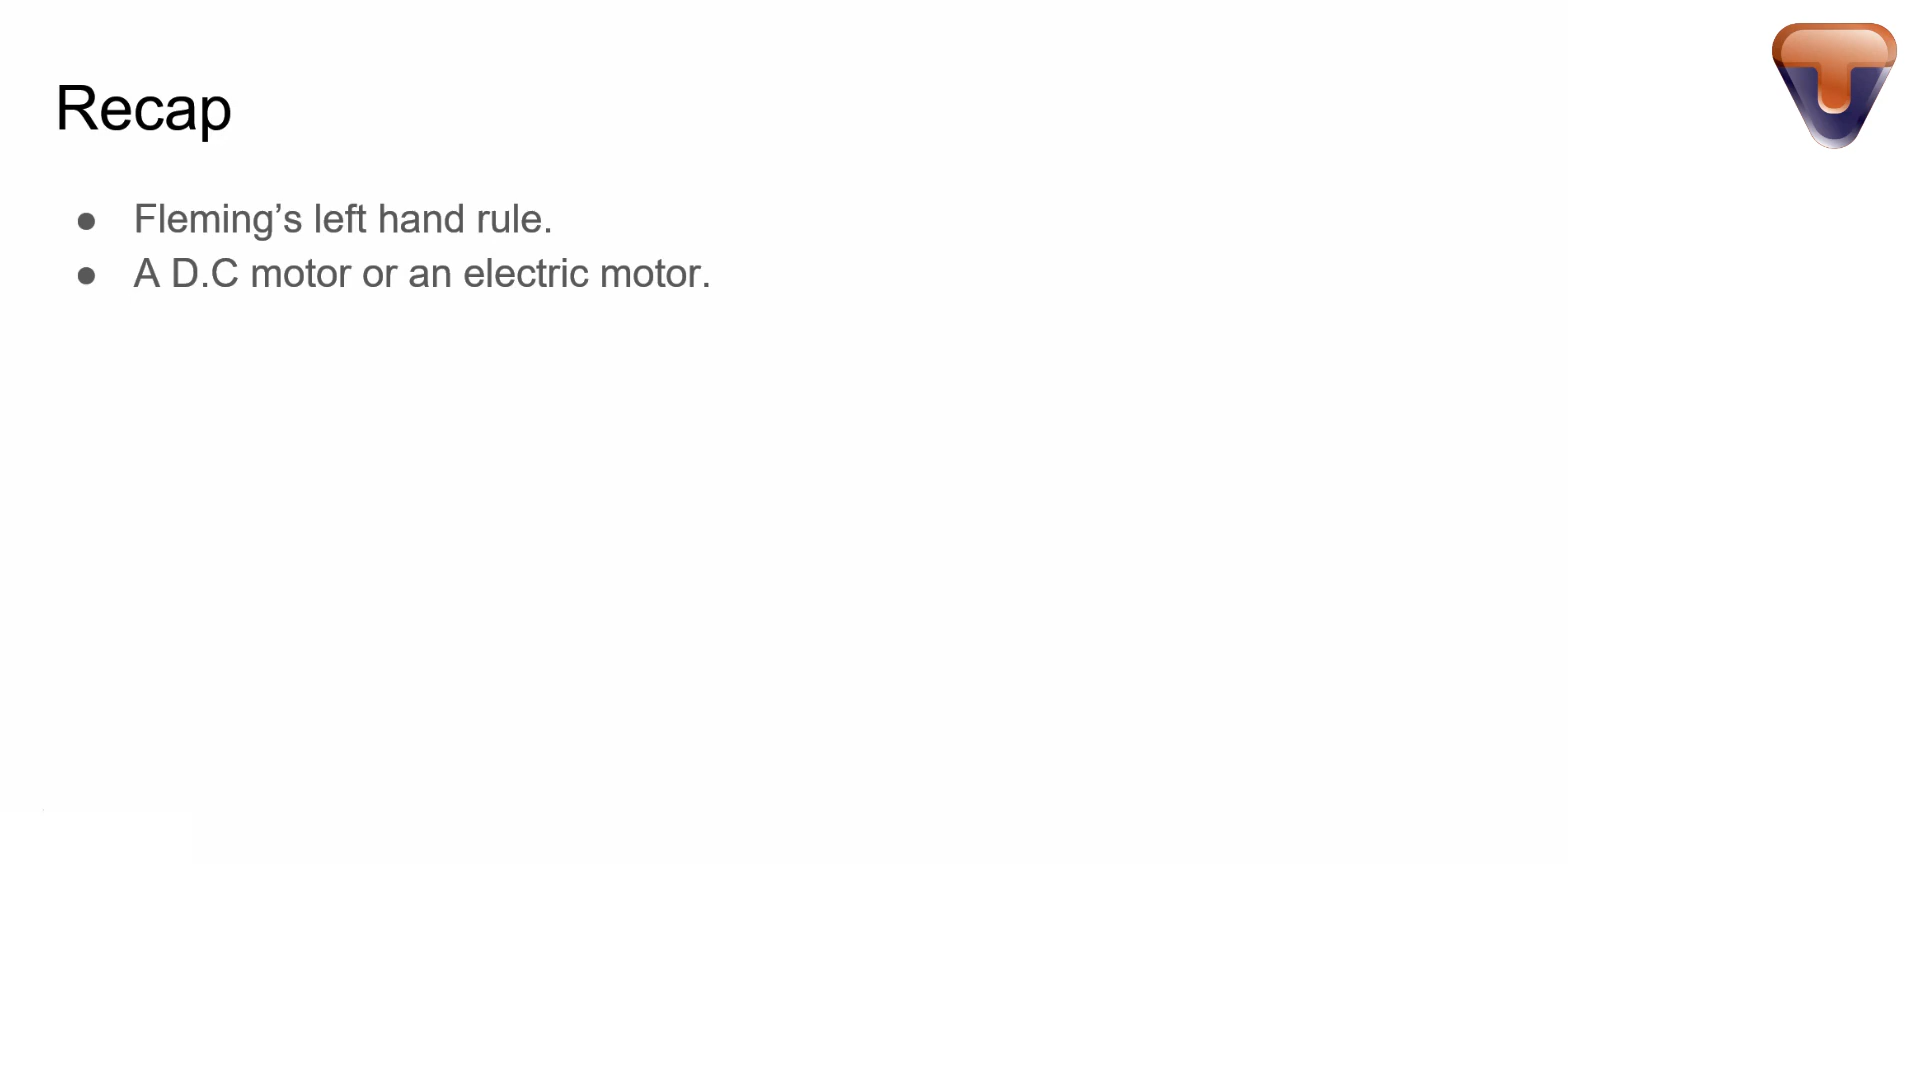 Recap
● Fleming’s left hand rule.
● A D.C motor or an electric motor.